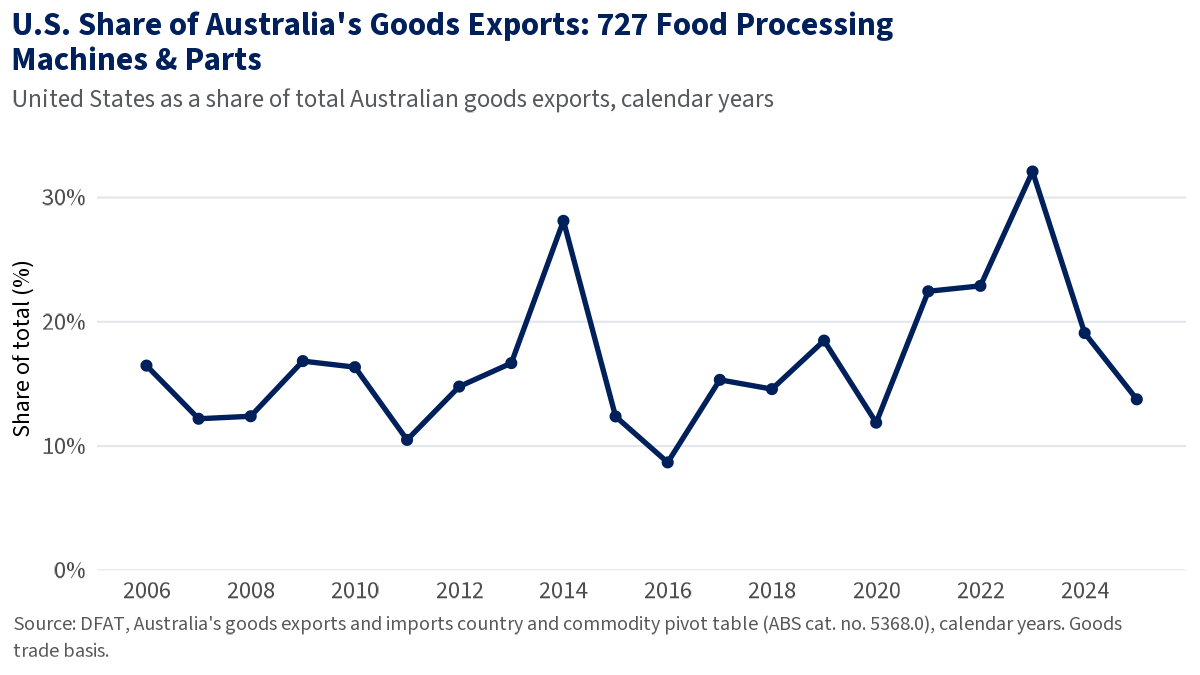 U.S. Share of Australia's Goods Exports: 727 Food Processing
Machines & Parts
United States as a share of total Australian goods exports, calendar years
Share of total (%)
30%
20%
10%
0%
2006 2008 2010 2012 2014 2016 2018 2020 2022 2024
Source: DFAT, Australia's goods exports and imports country and commodity pivot table (ABS cat. no. 5368.0), calendar years. Goods
trade basis.